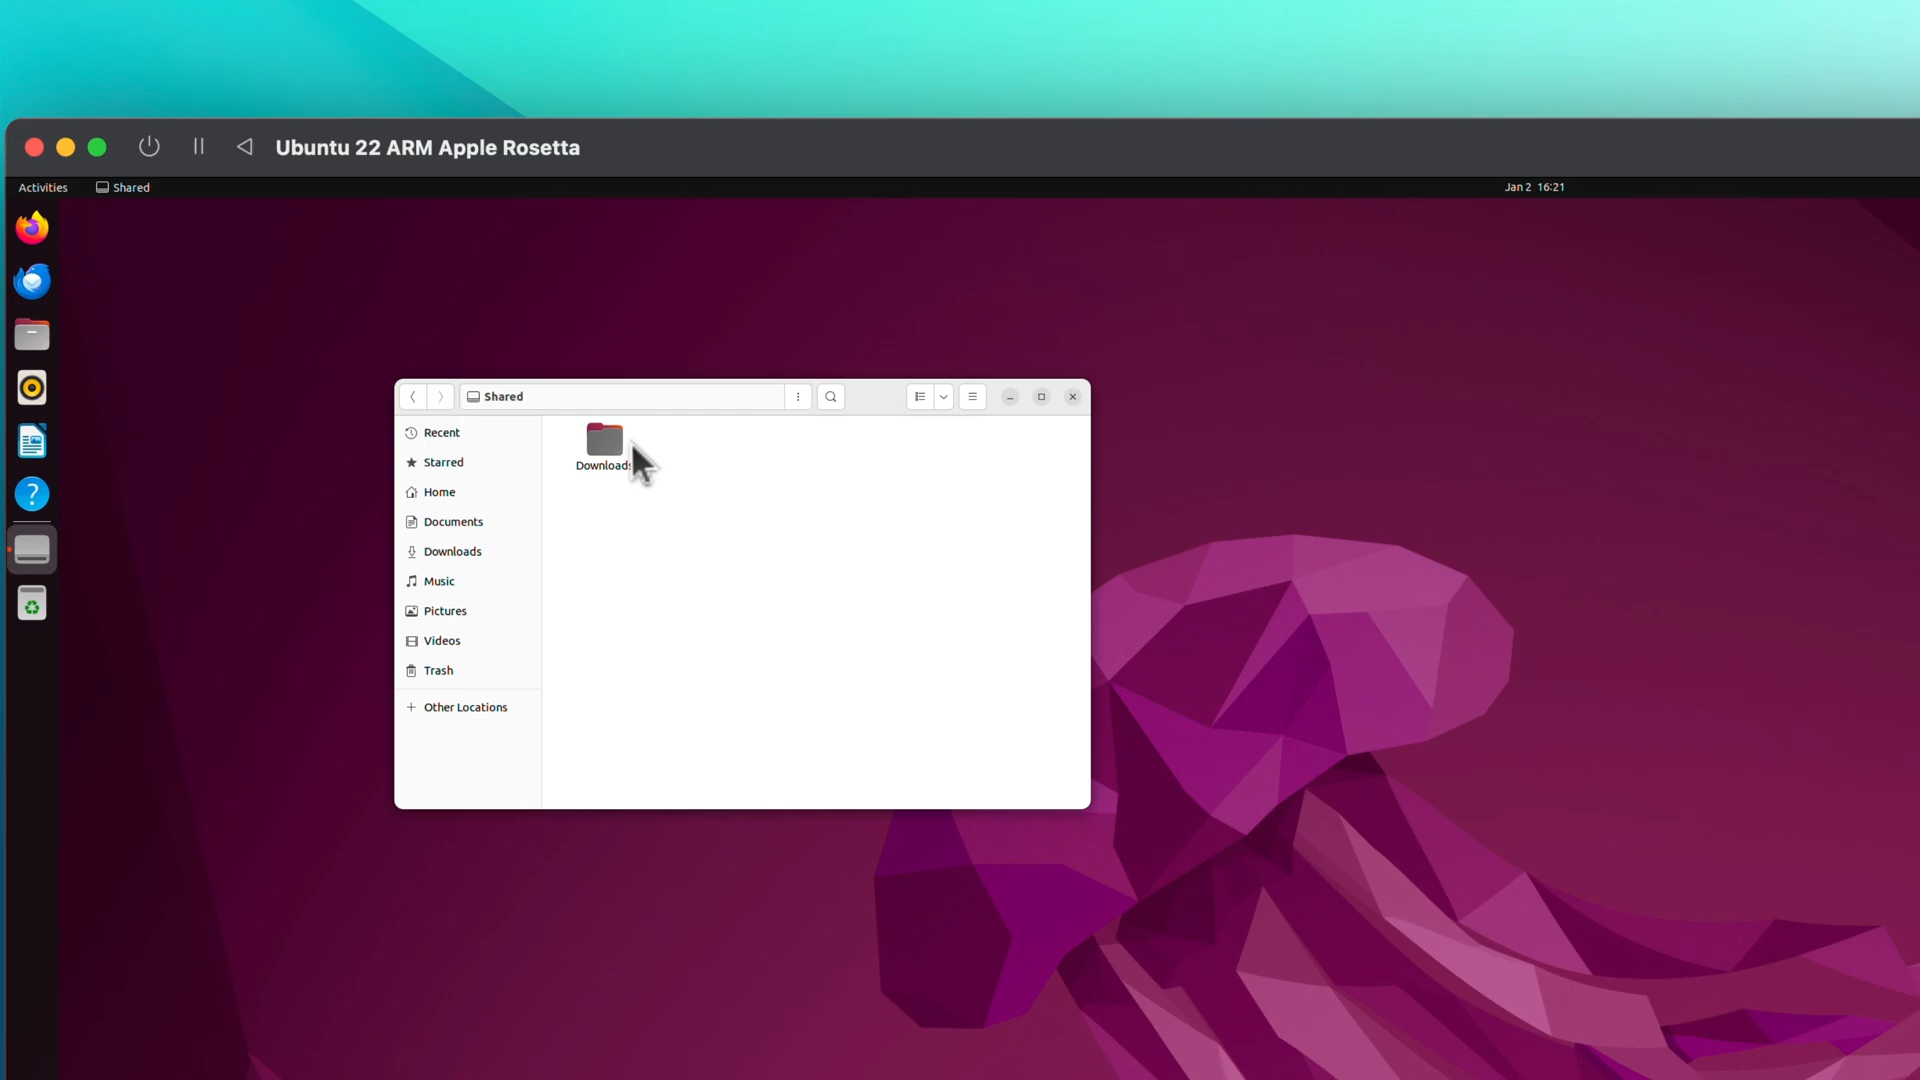 Ubuntu 22 ARM Apple Rosetta
Activities
Shared
Jan 2 16:21
Shared
Recent
Starred
Home
Documents
Downloads
Music
Pictures
Videos
Trash
Other Locations
Downloads